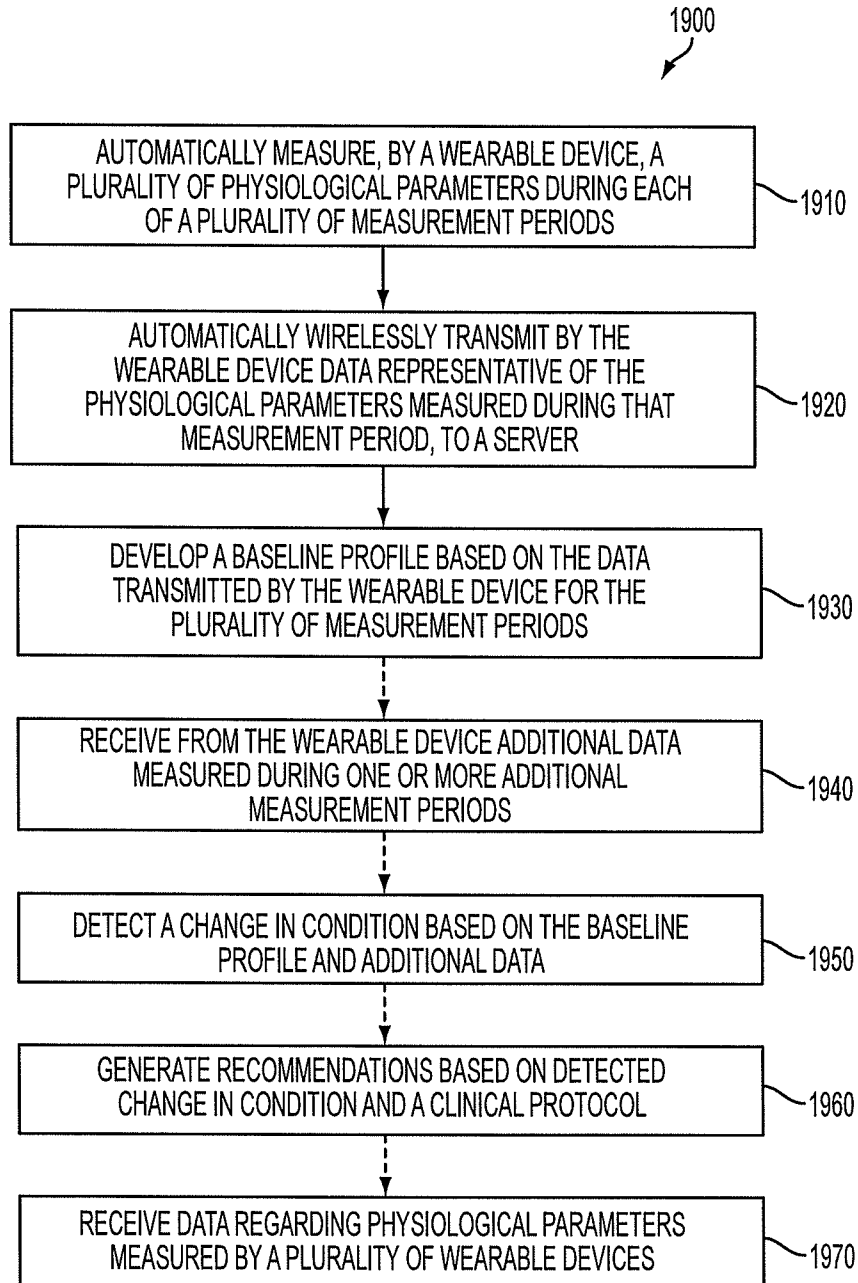 1900
AUTOMATICALLY MEASURE, BY A WEARABLE DEVICE, A
PLURALITY OF PHYSIOLOGICAL PARAMETERS DURING EACH
OF A PLURALITY OF MEASUREMENT PERIODS
1910
AUTOMATICALLY WIRELESSLY TRANSMIT BY THE
WEARABLE DEVICE DATA REPRESENTATIVE OF THE
PHYSIOLOGICAL PARAMETERS MEASURED DURING THAT
MEASUREMENT PERIOD, TO A SERVER
1920
DEVELOP A BASELINE PROFILE BASED ON THE DATA
TRANSMITTED BY THE WEARABLE DEVICE FOR THE
PLURALITY OF MEASUREMENT PERIODS
1930
RECEIVE FROM THE WEARABLE DEVICE ADDITIONAL DATA
MEASURED DURING ONE OR MORE ADDITIONAL
MEASUREMENT PERIODS
1940
DETECT A CHANGE IN CONDITION BASED ON THE BASELINE
PROFILE AND ADDITIONAL DATA
1950
GENERATE RECOMMENDATIONS BASED ON DETECTED
CHANGE IN CONDITION AND A CLINICAL PROTOCOL
1960
RECEIVE DATA REGARDING PHYSIOLOGICAL PARAMETERS
MEASURED BY A PLURALITY OF WEARABLE DEVICES
1970